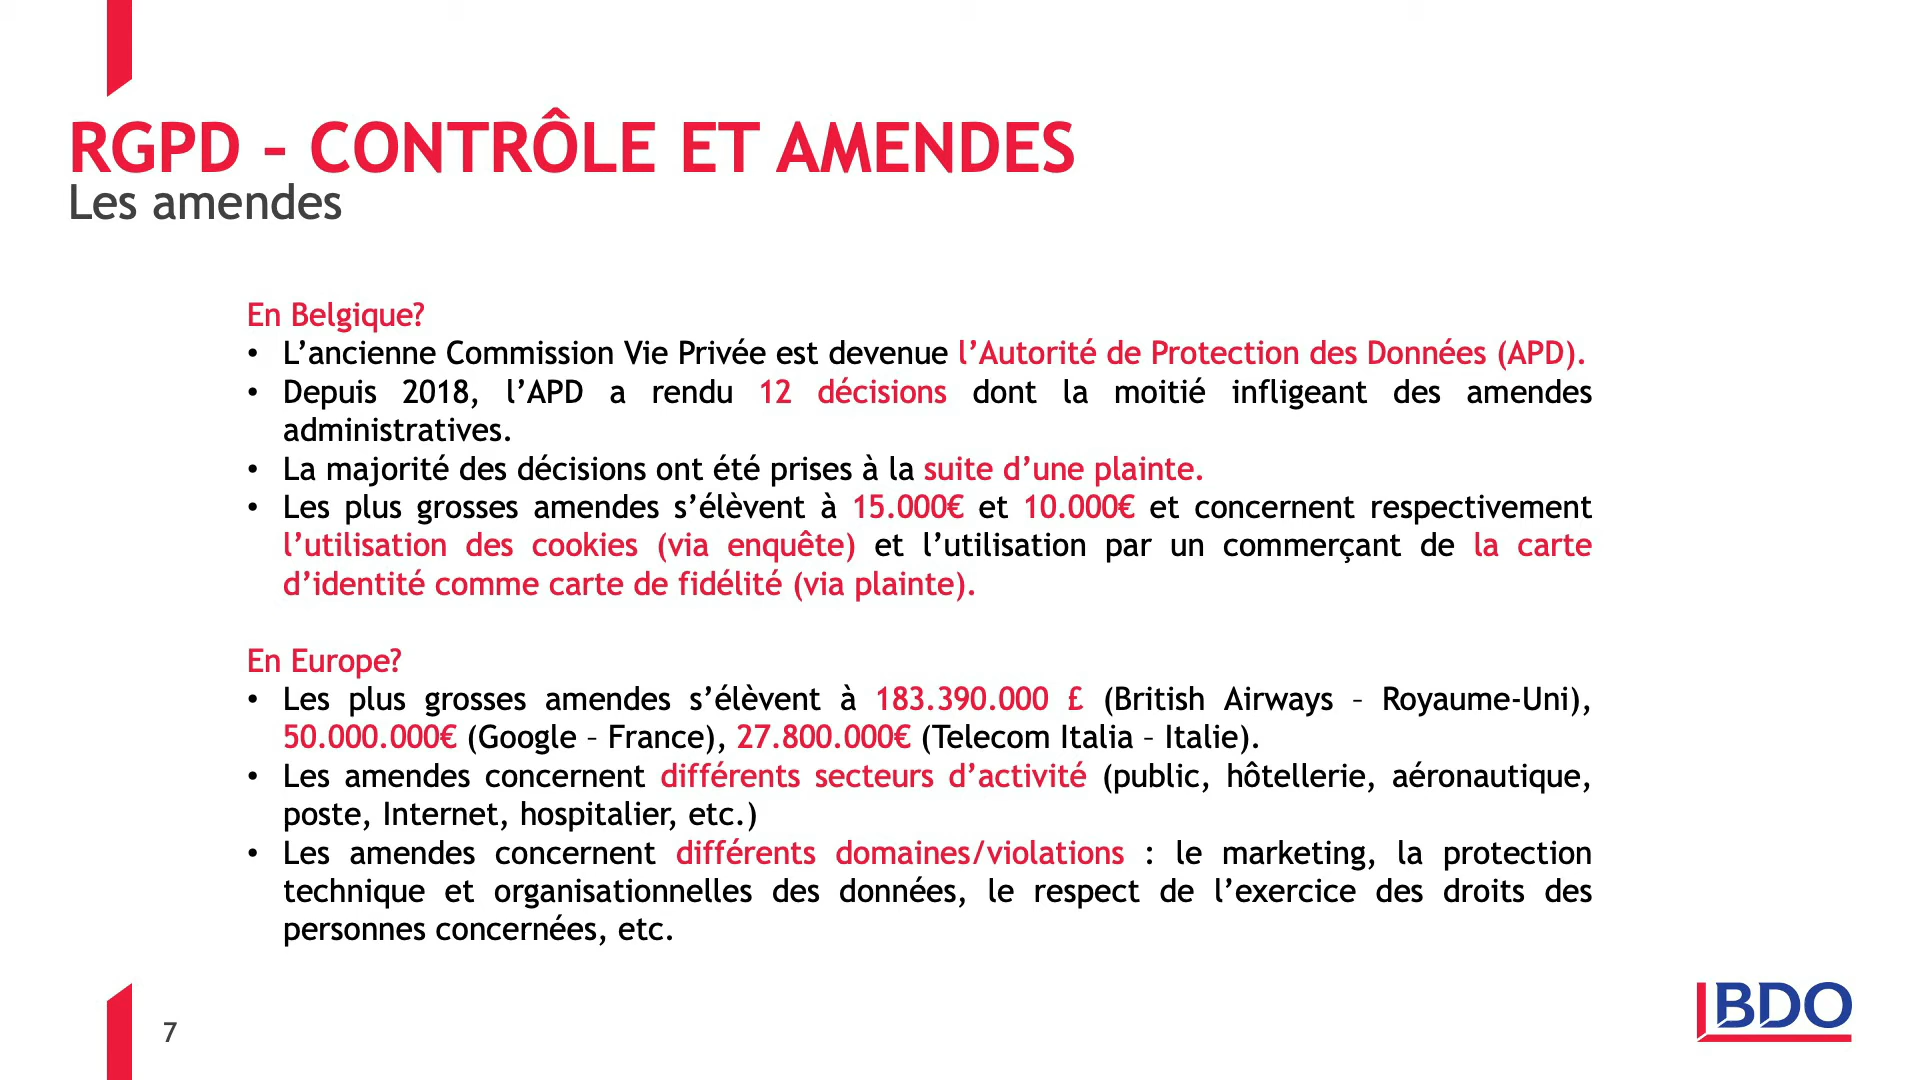 RGPD – CONTRÔLE ET AMENDES
Les amendes
En Belgique?
• L’ancienne Commission Vie Privée est devenue l’Autorité de Protection des Données (APD).
• Depuis 2018, l’APD a rendu 12 décisions dont la moitié infligeant des amendes
administratives.
• La majorité des décisions ont été prises à la suite d’une plainte.
• Les plus grosses amendes s’élèvent à 15.000€ et 10.000€ et concernent respectivement
l’utilisation des cookies (via enquête) et l’utilisation par un commerçant de la carte
d’identité comme carte de fidélité (via plainte).
En Europe?
• Les plus grosses amendes s’élèvent à 183.390.000 £ (British Airways – Royaume-Uni),
50.000.000€ (Google – France), 27.800.000€ (Telecom Italia – Italie).
• Les amendes concernent différents secteurs d’activité (public, hôtellerie, aéronautique,
poste, Internet, hospitalier, etc.)
• Les amendes concernent différents domaines/violations : le marketing, la protection
technique et organisationnelles des données, le respect de l’exercice des droits des
personnes concernées, etc.
7
BDO